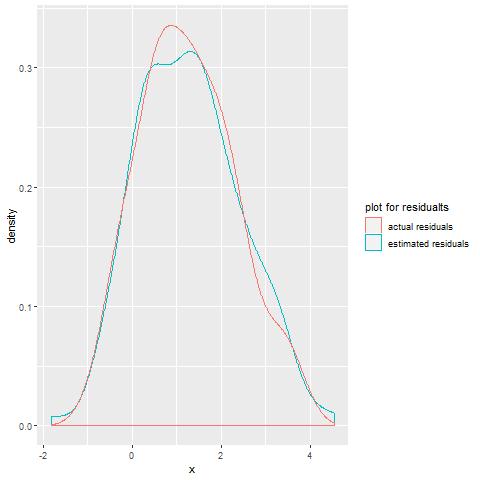 0.3
0.2
0.1
0.0
density
-2
0
2
4
x
plot for residualts
actual residuals
estimated residuals